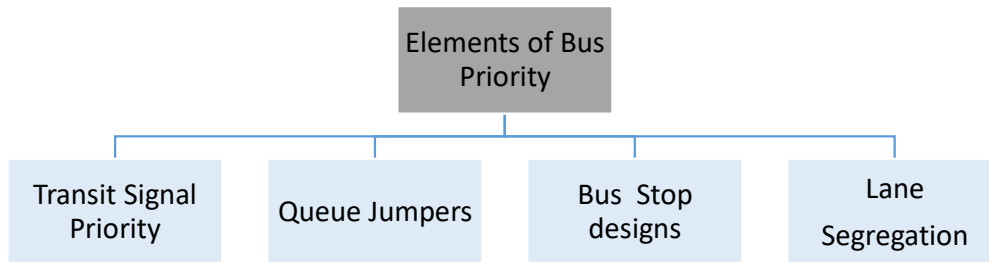 Elements of Bus
Priority
Transit Signal
Priority
Queue Jumpers
Bus  Stop
designs
Lane
Segregation